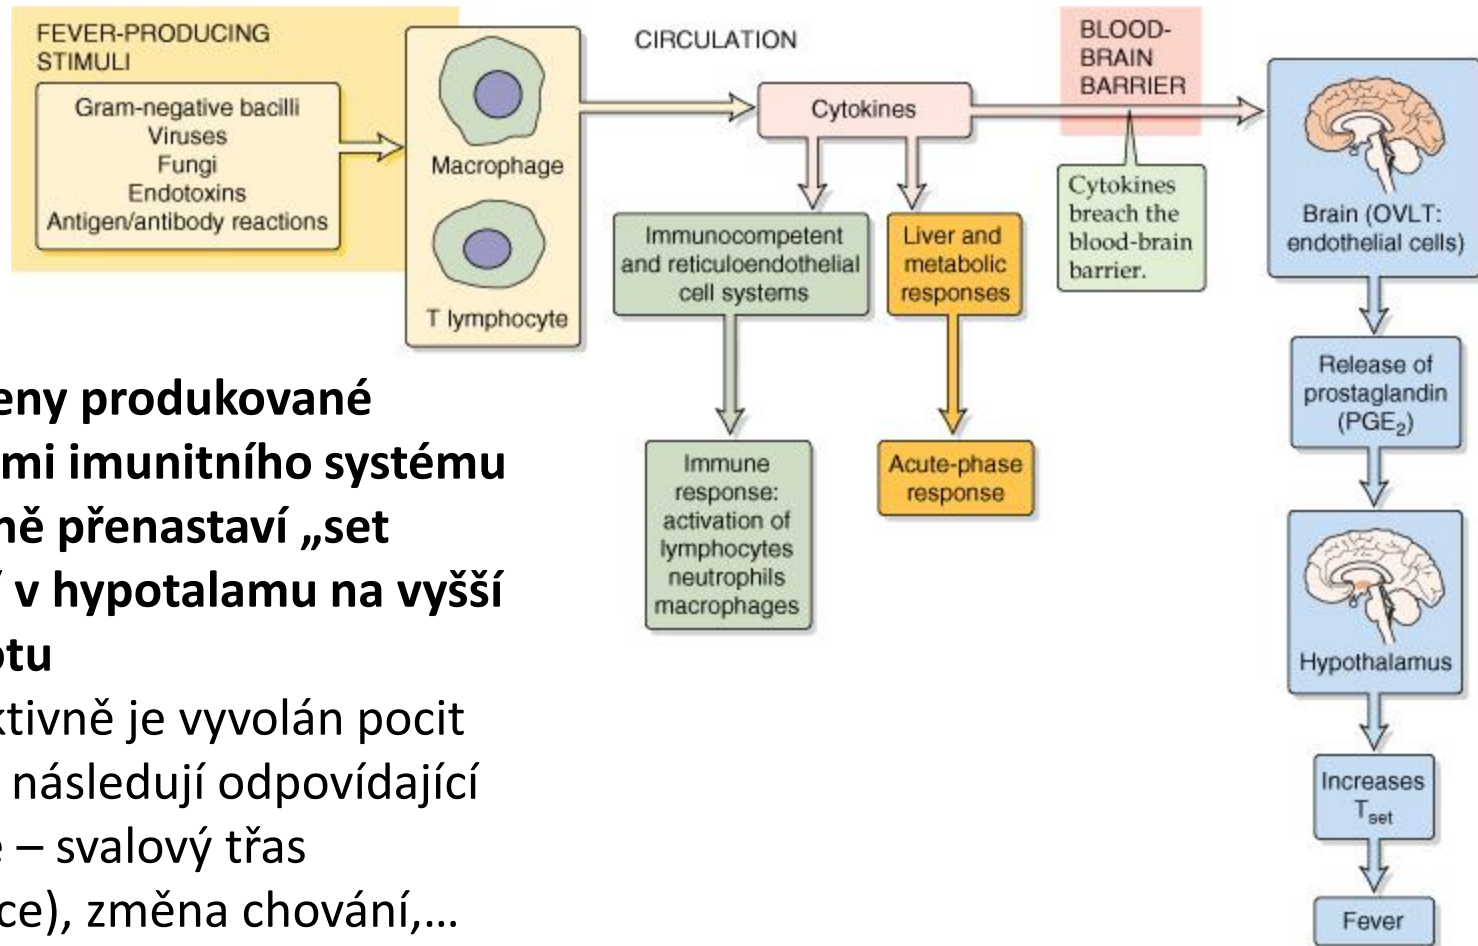 FEVER-PRODUCING
STIMULI
Gram-negative bacilli
Viruses
Fungi
Endotoxins
Antigen/antibody reactions
Macrophage
T lymphocyte
CIRCULATION
Cytokines
BLOOD-
BRAIN
BARRIER
Cytokines
breach the
blood-brain
barrier.
Immunocompetent
and reticuloendothelial
cell systems
Liver and
metabolic
responses
Immune
response:
activation of
lymphocytes
neutrophils
macrophages
Acute-phase
response
Brain (OVLT:
endothelial cells)
Release of
prostaglandin
(PGE₂)
Hypothalamus
Increases
Tset
Fever
eny produkované
mi imunitního systému
ně přenastaví „set
v hypotalamu na vyšší
otu
ktivně je vyvolán pocit
následují odpovídající
e – svalový třas
ce), změna chování,…